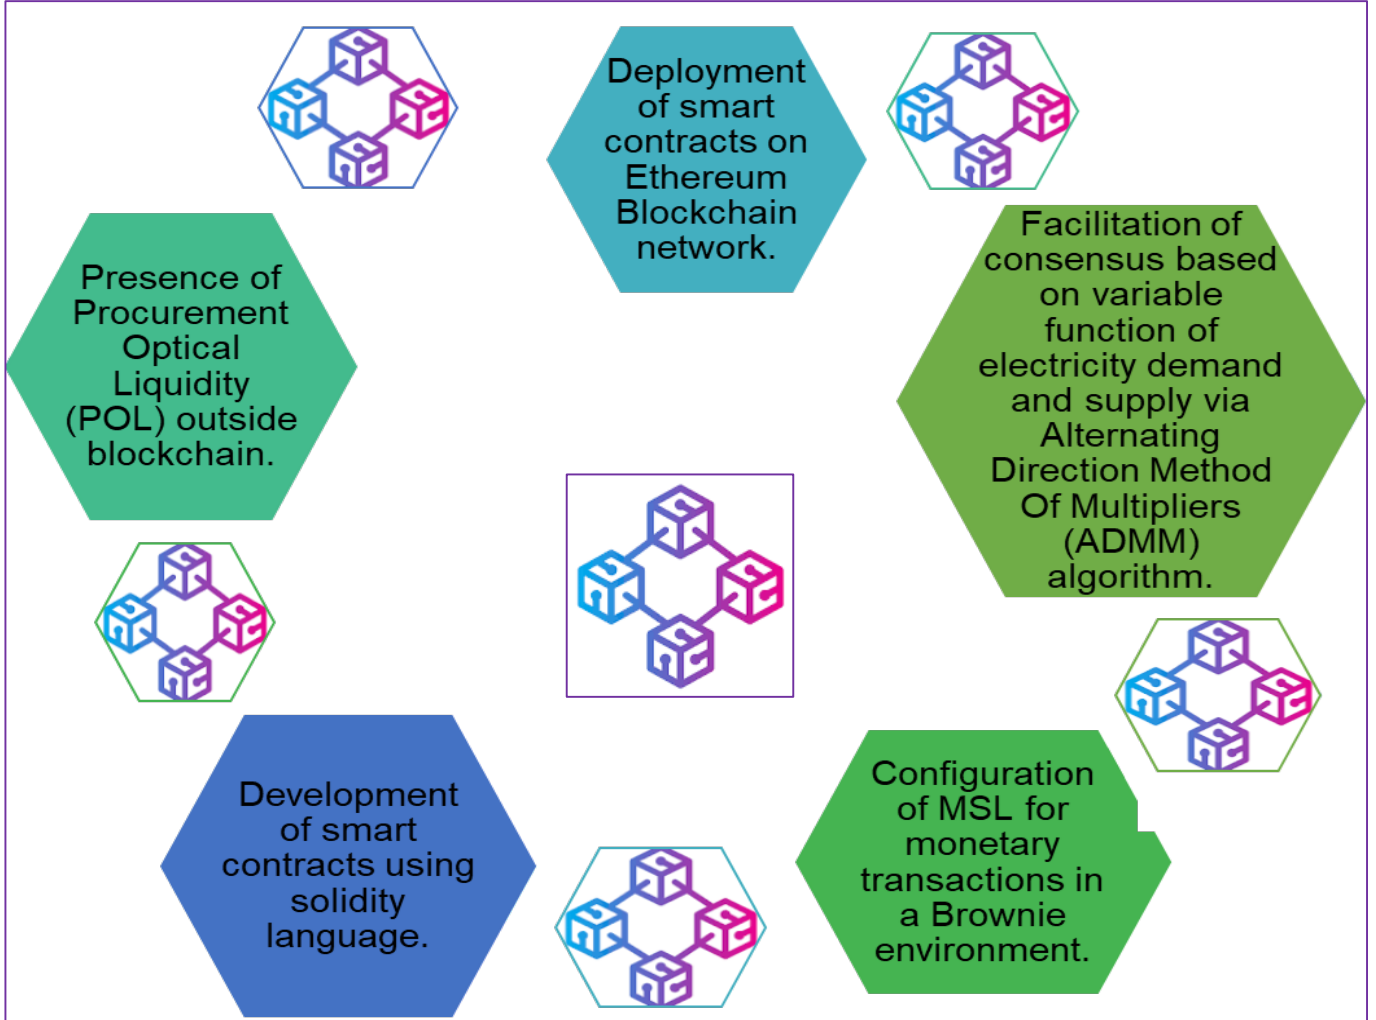 Deployment
of smart
contracts on
Ethereum
Blockchain
network.
Facilitation of
consensus based
on variable
function of
electricity demand
and supply via
Alternating
Direction Method
Of Multipliers
(ADMM)
algorithm.
Configuration
of MSL for
monetary
transactions in
a Brownie
environment.
Development
of smart
contracts using
solidity
language.
Presence of
Procurement
Optical
Liquidity
(POL) outside
blockchain.